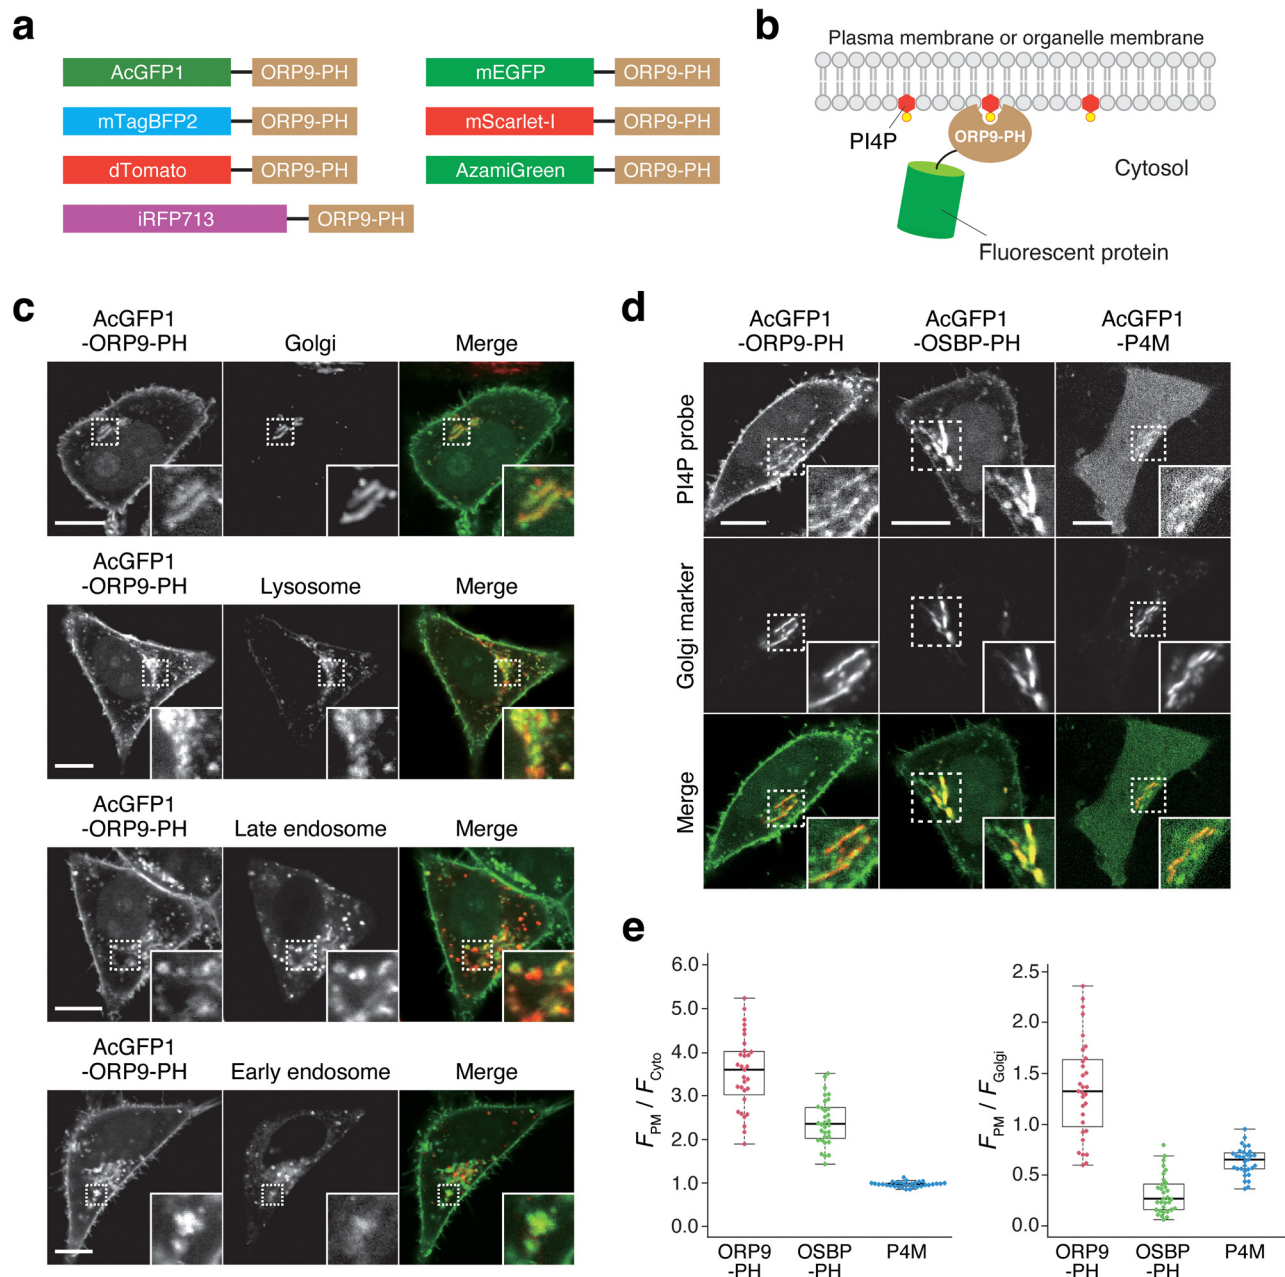 a
AcGFP1 ORP9-PH
mEGFP ORP9-PH
mTagBFP2 ORP9-PH
mScarlet-I ORP9-PH
dTomato ORP9-PH
AzamiGreen ORP9-PH
iRFP713 ORP9-PH
b
Plasma membrane or organelle membrane
PI4P
ORP9-PH
Cytosol
Fluorescent protein
c
AcGFP1
-ORP9-PH
Golgi
Merge
AcGFP1
-ORP9-PH
Lysosome
Merge
AcGFP1
-ORP9-PH
Late endosome
Merge
AcGFP1
-ORP9-PH
Early endosome
Merge
d
AcGFP1
-ORP9-PH
AcGFP1
-OSBP-PH
AcGFP1
-P4M
PI4P probe
Golgi marker
Merge
e
F PM / F Cyto
6.0
5.0
4.0
3.0
2.0
1.0
0.0
ORP9
-PH
OSBP
-PH
P4M
F PM / F Golgi
2.5
2.0
1.5
1.0
0.5
0.0
ORP9
-PH
OSBP
-PH
P4M